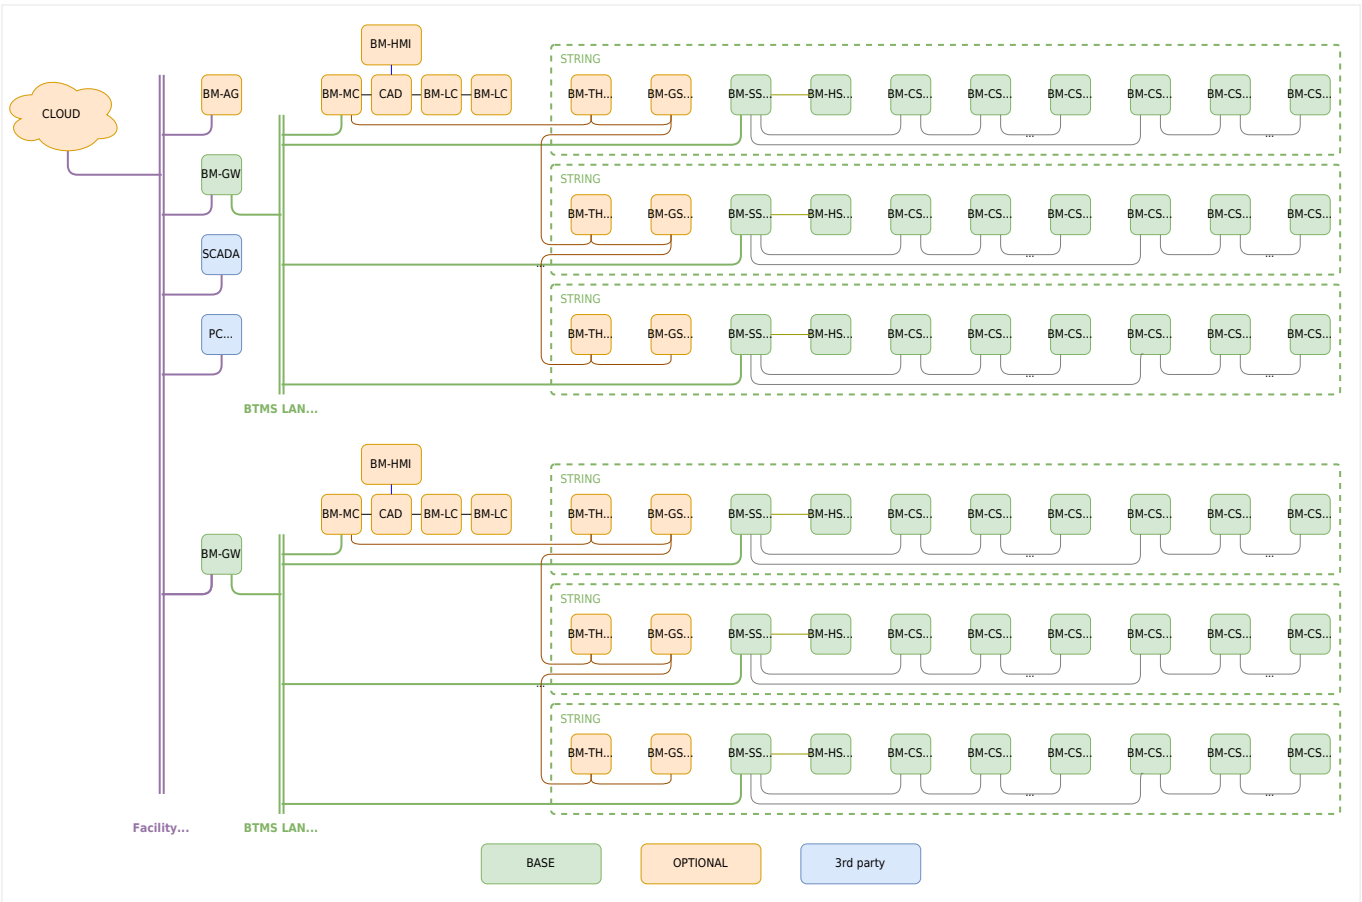 BM-HMI
STRING
CLOUD
BM-AG
BM-MC
CAD
BM-LC
BM-LC
BM-TH...
BM-GS...
BM-SS...
BM-HS...
BM-CS...
BM-CS...
BM-CS...
BM-CS...
BM-CS...
BM-CS...
...
...
BM-GW
STRING
BM-TH...
BM-GS...
BM-SS...
BM-HS...
BM-CS...
BM-CS...
BM-CS...
BM-CS...
BM-CS...
BM-CS...
SCADA
...
...
...
STRING
PC...
BM-TH...
BM-GS...
BM-SS...
BM-HS...
BM-CS...
BM-CS...
BM-CS...
BM-CS...
BM-CS...
BM-CS...
...
...
BTMS LAN...
BM-HMI
STRING
BM-MC
CAD
BM-LC
BM-LC
BM-TH...
BM-GS...
BM-SS...
BM-HS...
BM-CS...
BM-CS...
BM-CS...
BM-CS...
BM-CS...
BM-CS...
...
...
BM-GW
STRING
BM-TH...
BM-GS...
BM-SS...
BM-HS...
BM-CS...
BM-CS...
BM-CS...
BM-CS...
BM-CS...
BM-CS...
...
...
...
STRING
BM-TH...
BM-GS...
BM-SS...
BM-HS...
BM-CS...
BM-CS...
BM-CS...
BM-CS...
BM-CS...
BM-CS...
...
...
Facility...
BTMS LAN...
BASE
OPTIONAL
3rd party